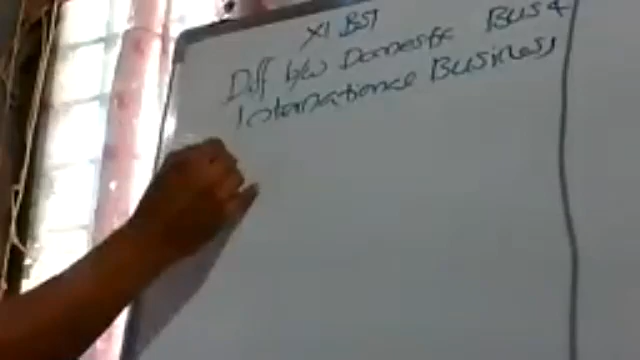 XI BST
Diff b/w Domestic Bus &
International Business